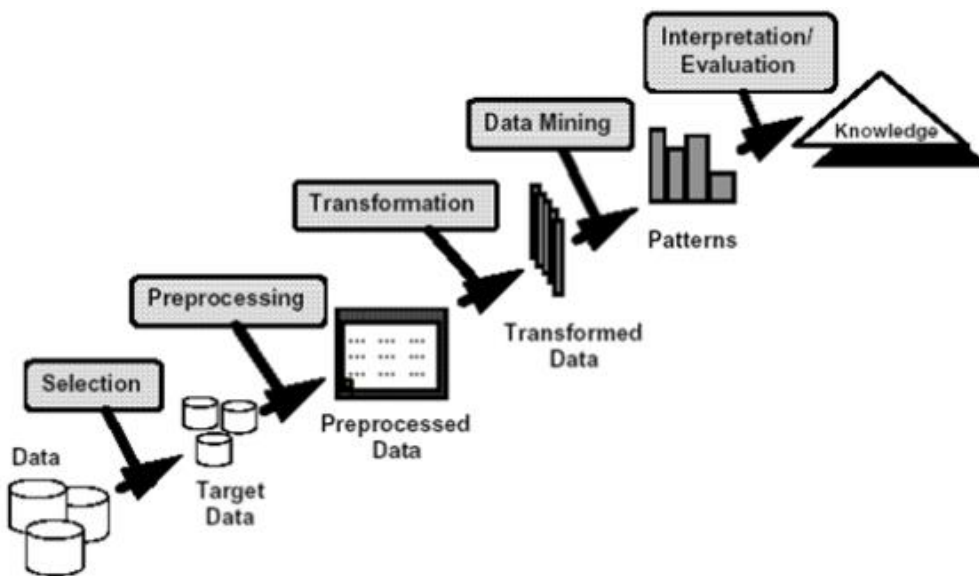 Interpretation/
Evaluation
Knowledge
Data Mining
Patterns
Transformation
Transformed
Data
Preprocessing
Preprocessed
Data
Selection
Target
Data
Data